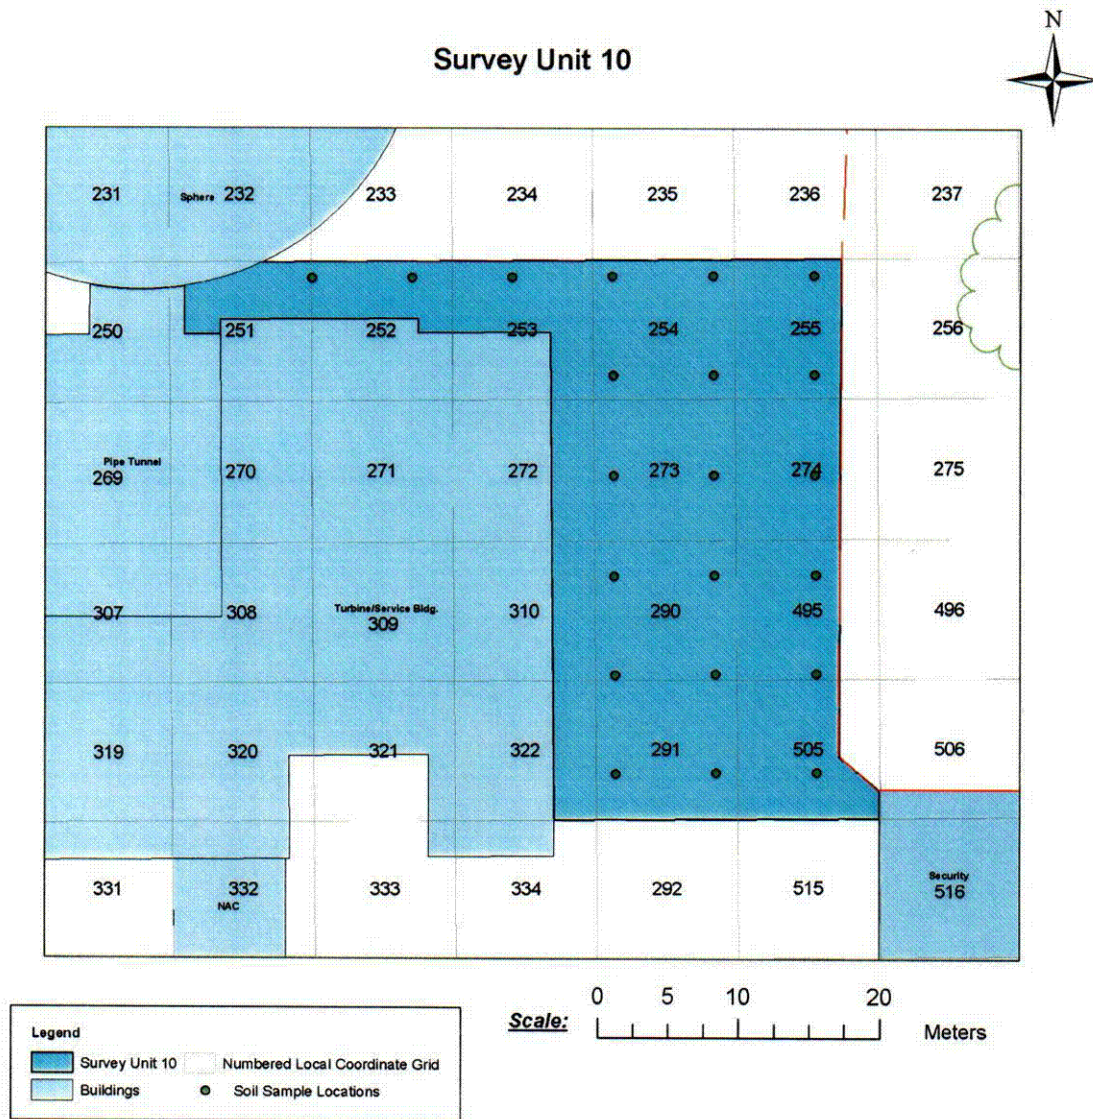 N
Survey Unit 10
231 Sphere 232 233 234 235 236 237
250 251 252 253 254 255 256
Pipe Tunnel
269 270 271 272 273 274 275
Turbine/Service Bldg.
307 308 309 310 290 495 496
319 320 321 322 291 505 506
Security
331 332 333 334 292 515 516
NAC
0 5 10 20
Scale:
Meters
Legend
Survey Unit 10 Numbered Local Coordinate Grid
Buildings Soil Sample Locations